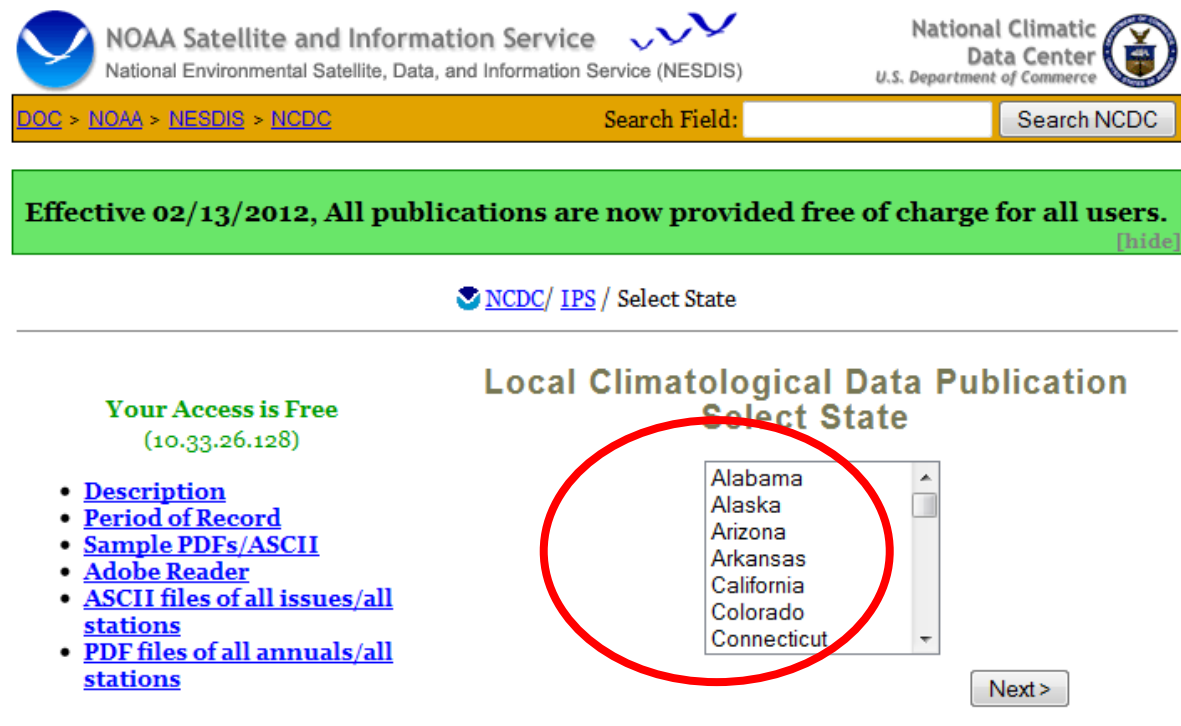 NOAA Satellite and Information Service
National Environmental Satellite, Data, and Information Service (NESDIS)
National Climatic
Data Center
U.S. Department of Commerce
DOC > NOAA > NESDIS > NCDC
Search Field:
Search NCDC
Effective 02/13/2012, All publications are now provided free of charge for all users.
[hide]
NCDC/ IPS / Select State
Your Access is Free
(10.33.26.128)
• Description
• Period of Record
• Sample PDFs/ASCII
• Adobe Reader
• ASCII files of all issues/all
stations
• PDF files of all annuals/all
stations
Local Climatological Data Publication
Select State
Alabama
Alaska
Arizona
Arkansas
California
Colorado
Connecticut
Next >